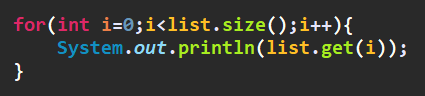 for(int i=0;i<list.size();i++){
    System.out.println(list.get(i));
}